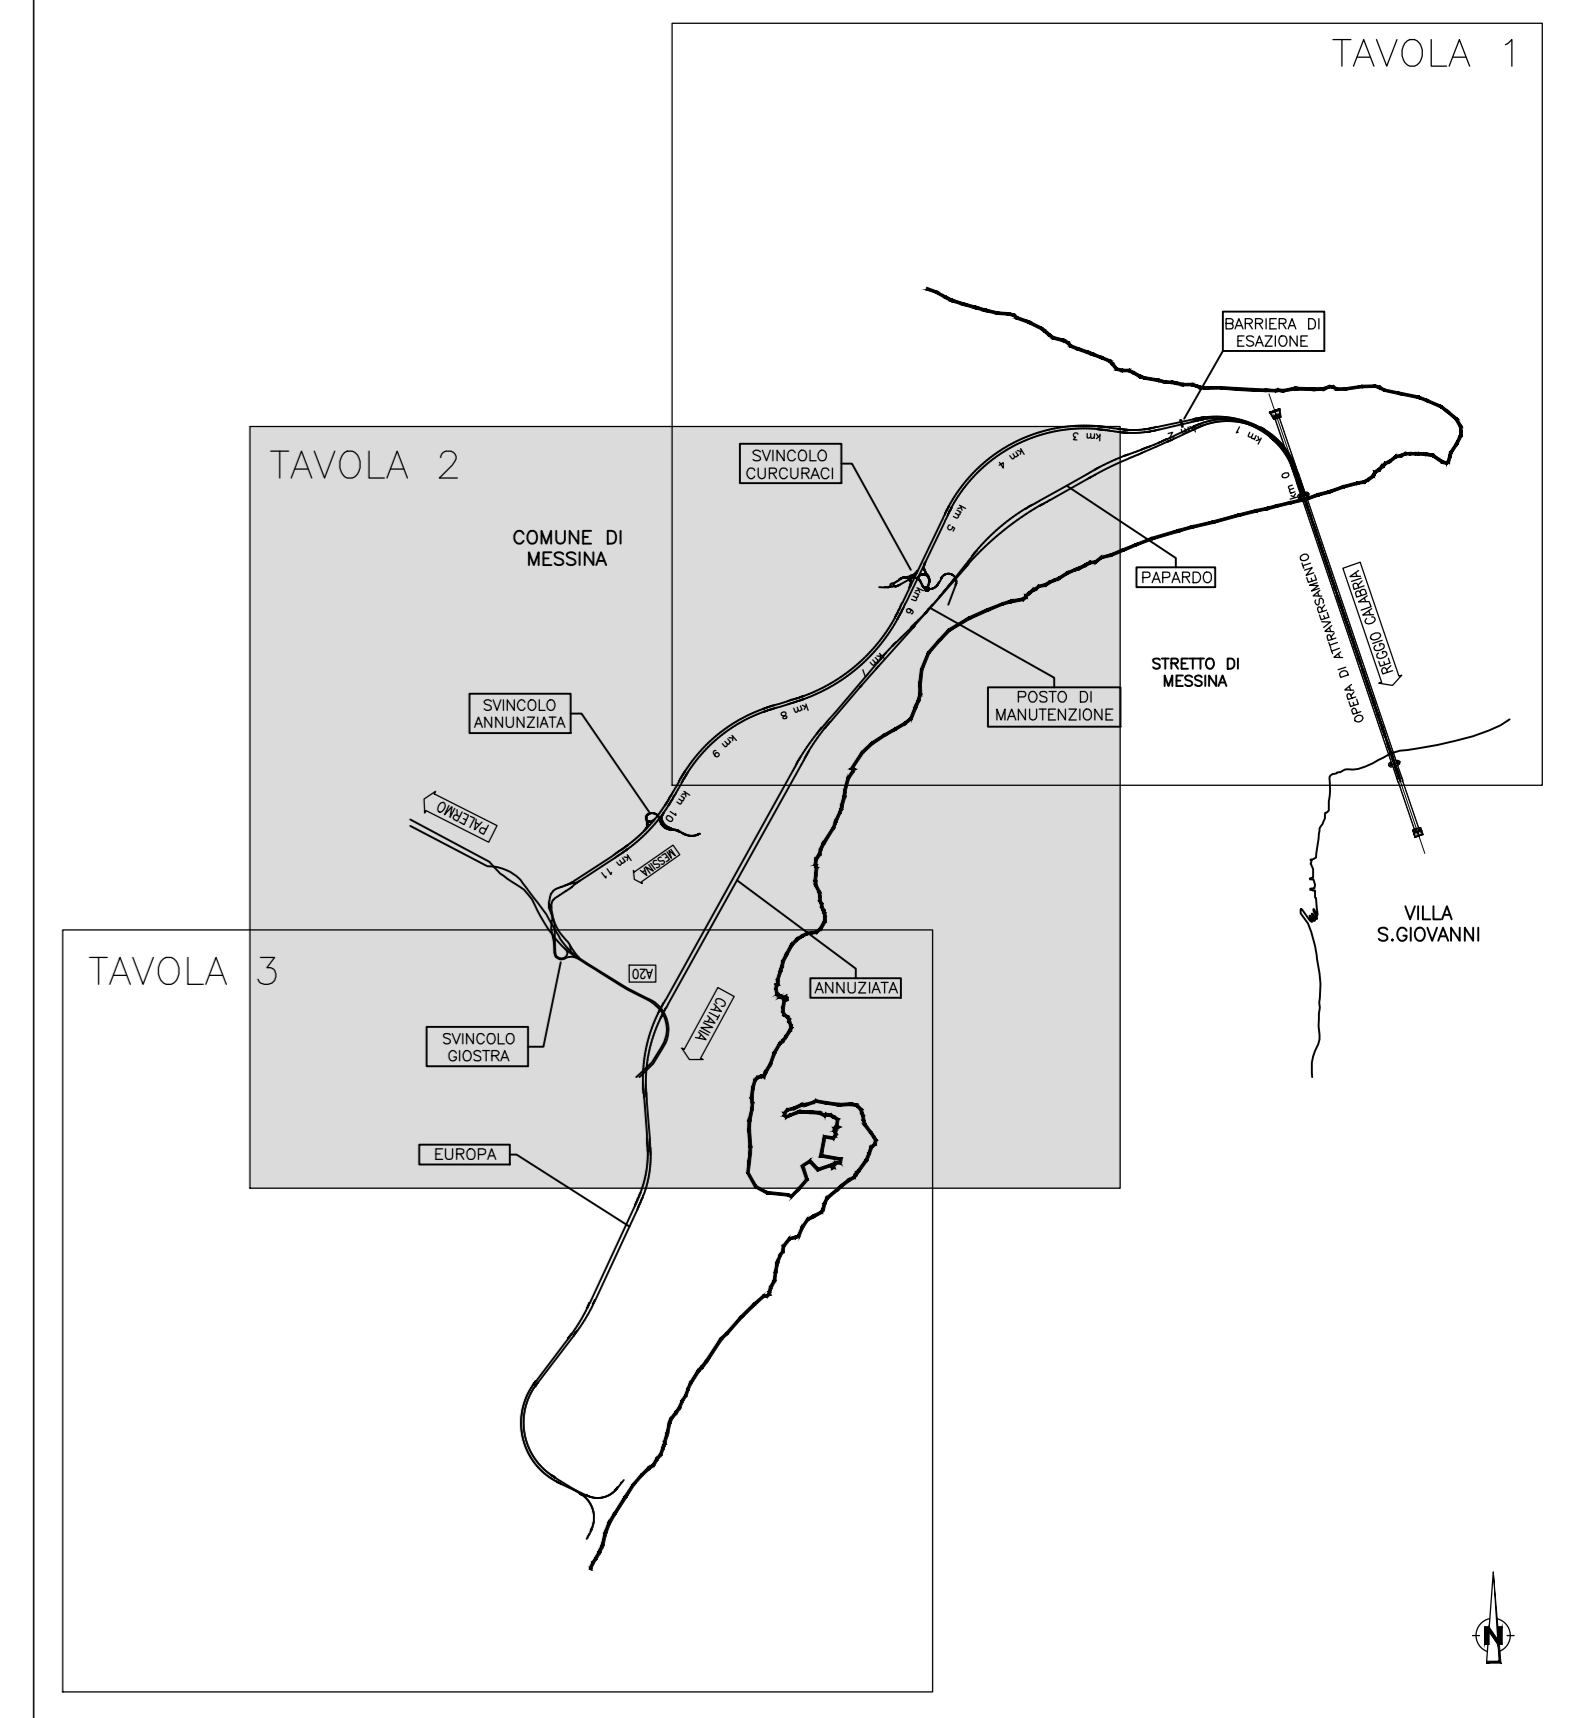 TAVOLA 1
BARRIERA DI
ESAZIONE
TAVOLA 2
SVINCOLO
CURCURACI
km 0
km 1
km 2
km 3
km 4
km 5
km 6
km 7
km 8
km 9
km 10
km 11
COMUNE DI
MESSINA
PAPARDO
OPERA DI ATTRAVERSAMENTO
REGGIO CALABRIA
STRETTO DI
MESSINA
POSTO DI
MANUTENZIONE
SVINCOLO
ANNUNZIATA
PALERMO
MESSINA
VILLA
S.GIOVANNI
TAVOLA 3
A20
ANNUZIATA
CATANIA
SVINCOLO
GIOSTRA
EUROPA
N